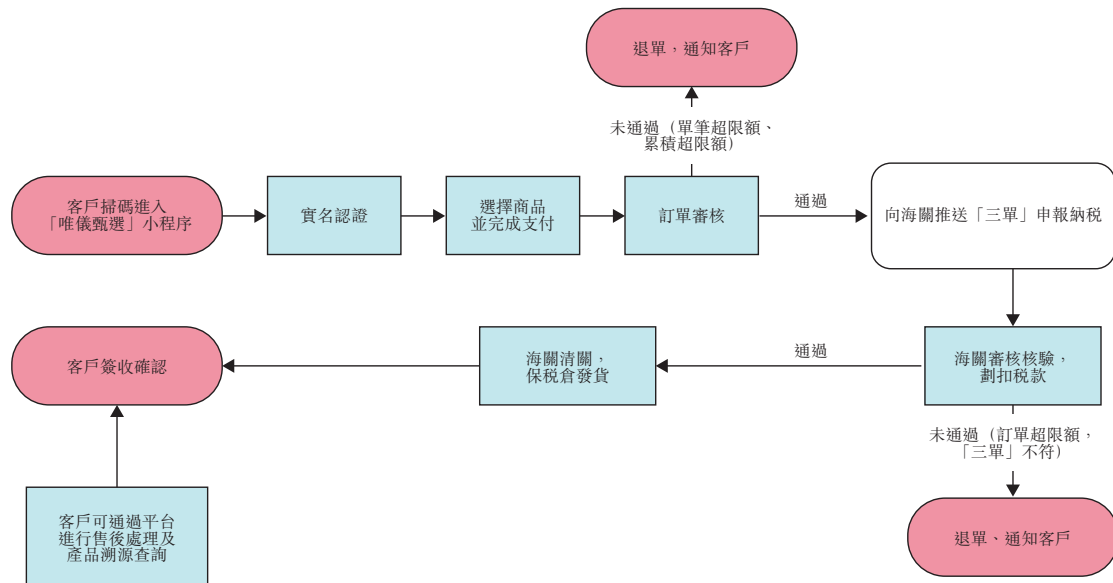 退單，通知客戶
未通過（單筆超限額、
累積超限額）
客戶掃碼進入
「唯儀甄選」小程序
實名認證
選擇商品
並完成支付
訂單審核
通過
向海關推送「三單」申報納税
客戶簽收確認
海關清關，
保税倉發貨
通過
海關審核核驗，
劃扣税款
未通過（訂單超限額，
「三單」不符）
客戶可通過平台
進行售後處理及
產品溯源查詢
退單、通知客戶